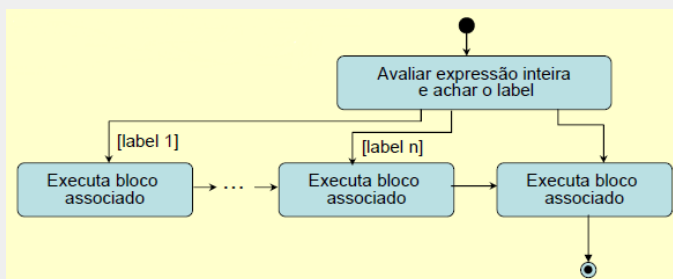 Avaliar expressão inteira
e achar o label
[label 1]
[label n]
Executa bloco
associado
...
Executa bloco
associado
Executa bloco
associado